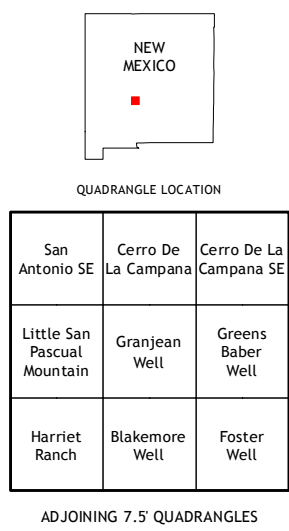 NEW
MEXICO
QUADRANGLE LOCATION
San
Antonio SE
Cerro De
La Campana
Cerro De La
Campana SE
Little San
Pascual
Mountain
Granjean
Well
Greens
Baber
Well
Harriet
Ranch
Blakemore
Well
Foster
Well
ADJOINING 7.5' QUADRANGLES